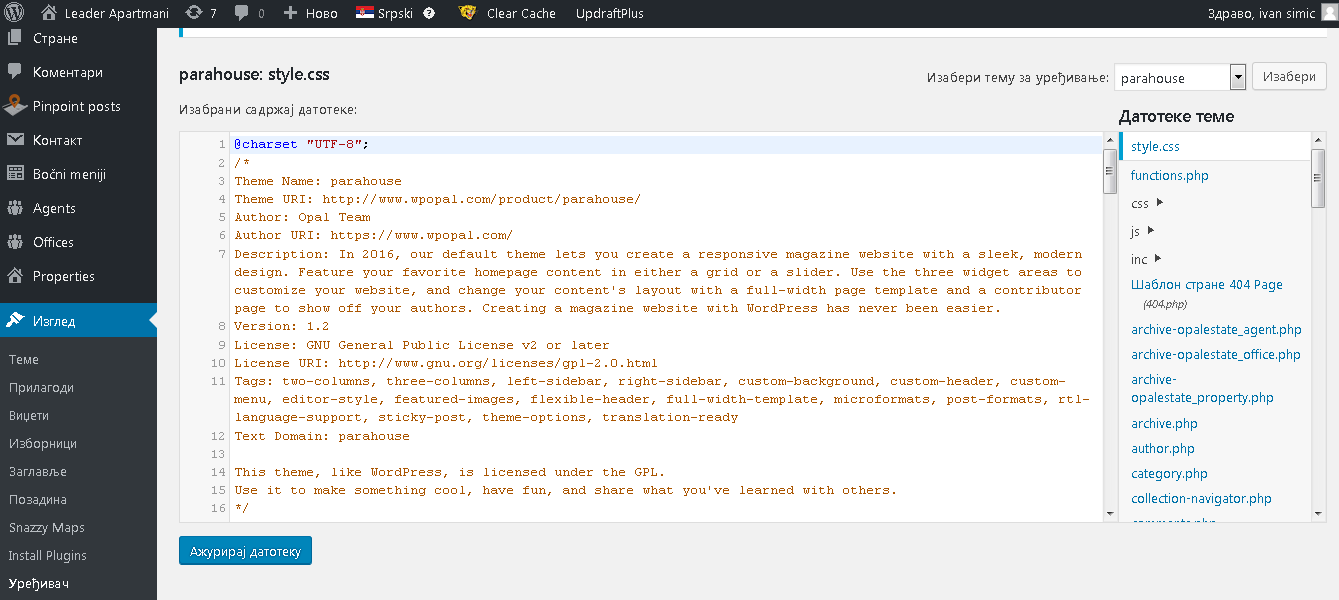 Leader Apartmani 7 0 Ново Srpski Clear Cache UpdraftPlus Здраво, ivan simic
Стране
Коментари
Pinpoint posts
Контакт
Bočni meniji
Agents
Offices
Properties
Изглед
Теме
Прилагоди
Виџети
Изборници
Заглавље
Позадина
Snazzy Maps
Install Plugins
Уређивач
parahouse: style.css
Изабери тему за уређивање: parahouse Изабери
Изабрани садржај датотеке:
1 @charset "UTF-8";
2 /*
3 Theme Name: parahouse
4 Theme URI: http://www.wpopal.com/product/parahouse/
5 Author: Opal Team
6 Author URI: https://www.wpopal.com/
7 Description: In 2016, our default theme lets you create a responsive magazine website with a sleek, modern
design. Feature your favorite homepage content in either a grid or a slider. Use the three widget areas to
customize your website, and change your content's layout with a full-width page template and a contributor
page to show off your authors. Creating a magazine website with WordPress has never been easier.
8 Version: 1.2
9 License: GNU General Public License v2 or later
10 License URI: http://www.gnu.org/licenses/gpl-2.0.html
11 Tags: two-columns, three-columns, left-sidebar, right-sidebar, custom-background, custom-header, custom-
menu, editor-style, featured-images, flexible-header, full-width-template, microformats, post-formats, rtl-
language-support, sticky-post, theme-options, translation-ready
12 Text Domain: parahouse
13
14 This theme, like WordPress, is licensed under the GPL.
15 Use it to make something cool, have fun, and share what you've learned with others.
16 */
Ажурирај датотеку
Датотеке теме
style.css
functions.php
css
js
inc
Шаблон стране 404 Page
(404.php)
archive-opalestate_agent.php
archive-opalestate_office.php
archive-
opalestate_property.php
archive.php
author.php
category.php
collection-navigator.php
comments.php